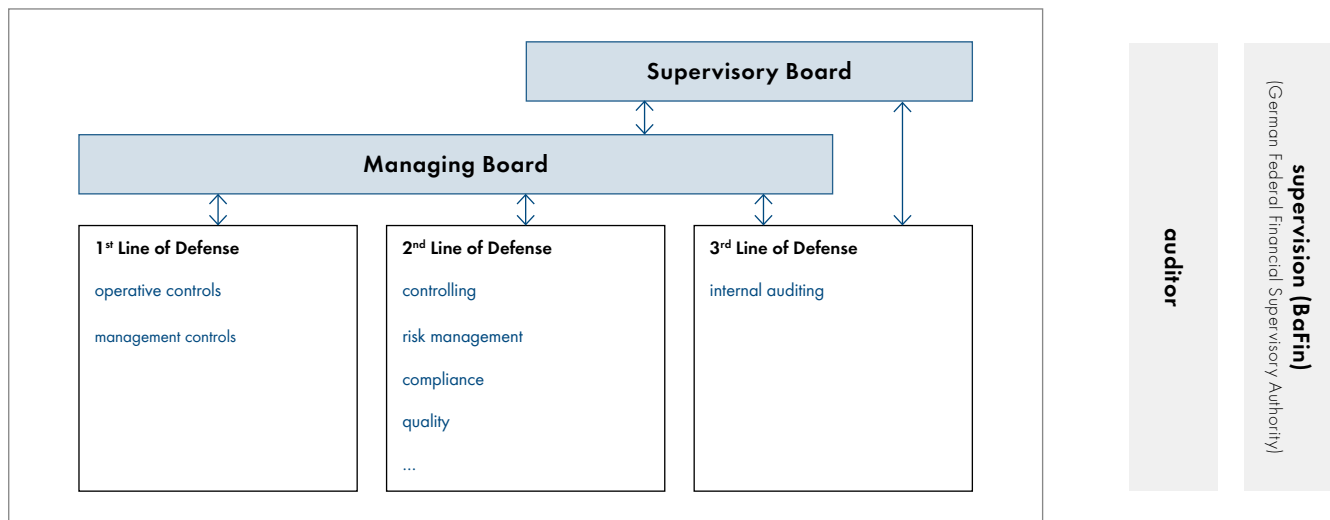 Supervisory Board
Managing Board
1st Line of Defense
operative controls
management controls
2nd Line of Defense
controlling
risk management
compliance
quality
...
3rd Line of Defense
internal auditing
auditor
supervision (BaFin)
(German Federal Financial Supervisory Authority)